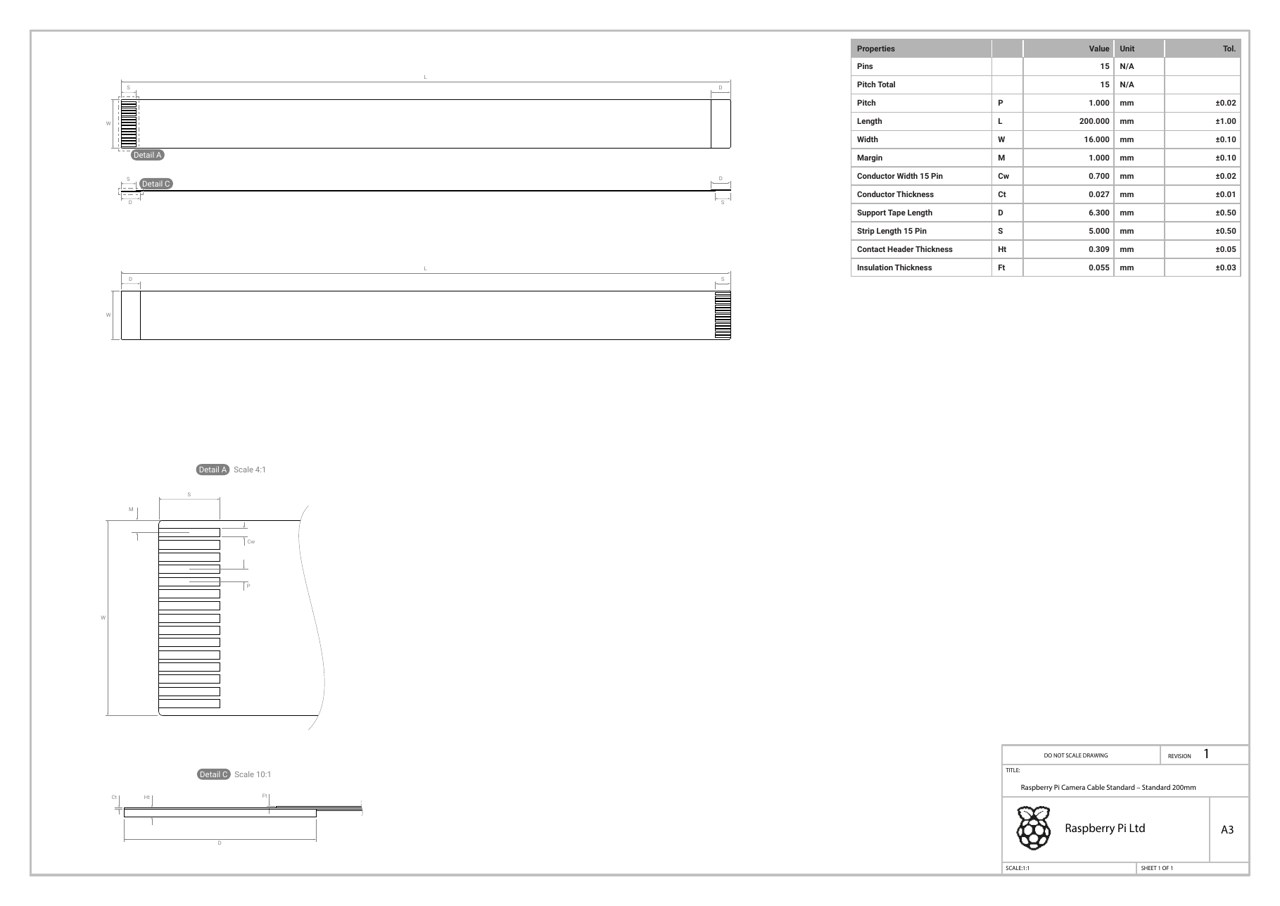 L
S
D
W
Detail A
S
Detail C
D
D
S
L
D
S
W
Detail A Scale 4:1
S
M
Cw
P
W
Detail C Scale 10:1
Ct
Ht
Ft
D
Properties Value Unit Tol.
Pins 15 N/A
Pitch Total 15 N/A
Pitch P 1.000 mm ±0.02
Length L 200.000 mm ±1.00
Width W 16.000 mm ±0.10
Margin M 1.000 mm ±0.10
Conductor Width 15 Pin Cw 0.700 mm ±0.02
Conductor Thickness Ct 0.027 mm ±0.01
Support Tape Length D 6.300 mm ±0.50
Strip Length 15 Pin S 5.000 mm ±0.50
Contact Header Thickness Ht 0.309 mm ±0.05
Insulation Thickness Ft 0.055 mm ±0.03
DO NOT SCALE DRAWING REVISION 1
TITLE:
Raspberry Pi Camera Cable Standard – Standard 200mm
Raspberry Pi Ltd A3
SCALE:1:1 SHEET 1 OF 1